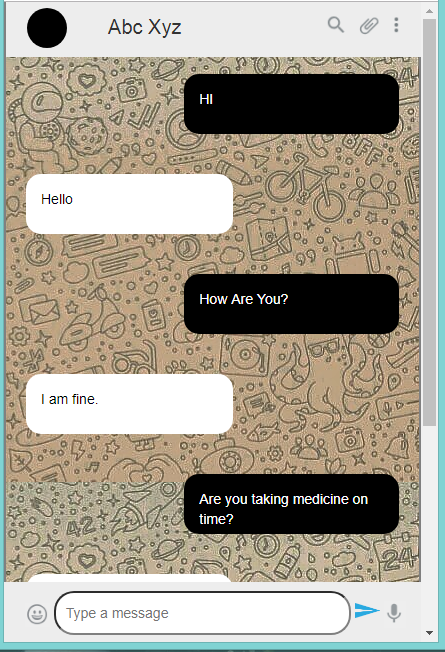 Abc Xyz
HI
Hello
How Are You?
I am fine.
Are you taking medicine on
time?
Type a message